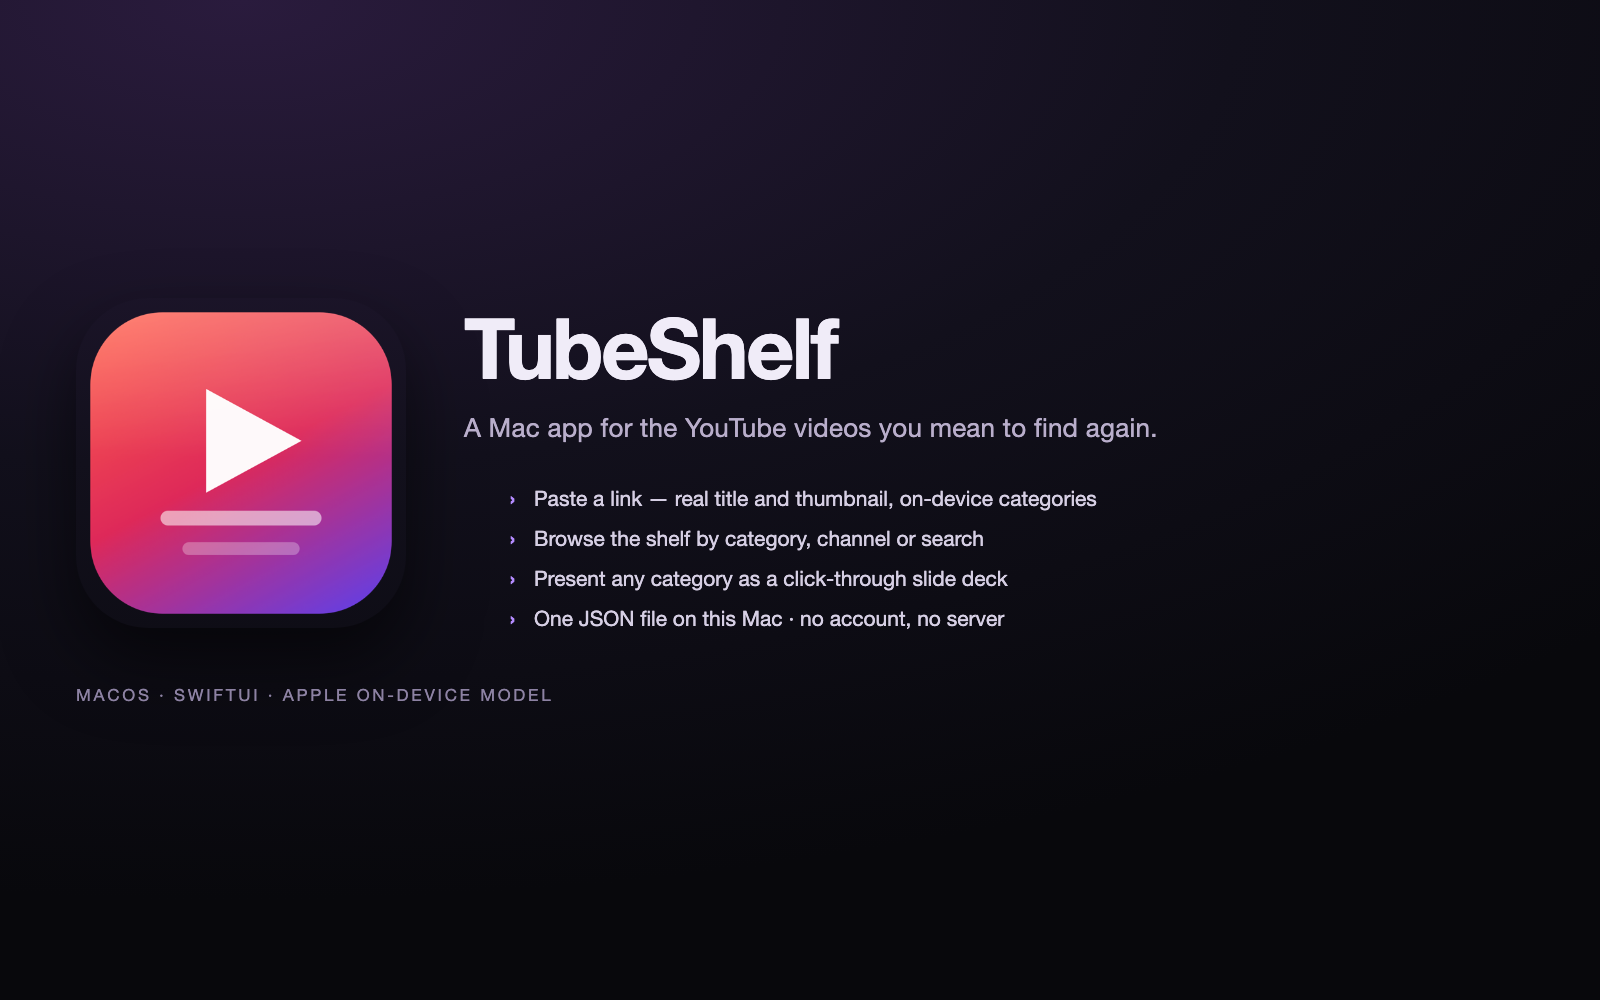 TubeShelf
A Mac app for the YouTube videos you mean to find again.
› Paste a link — real title and thumbnail, on-device categories
› Browse the shelf by category, channel or search
› Present any category as a click-through slide deck
› One JSON file on this Mac · no account, no server
MACOS · SWIFTUI · APPLE ON-DEVICE MODEL